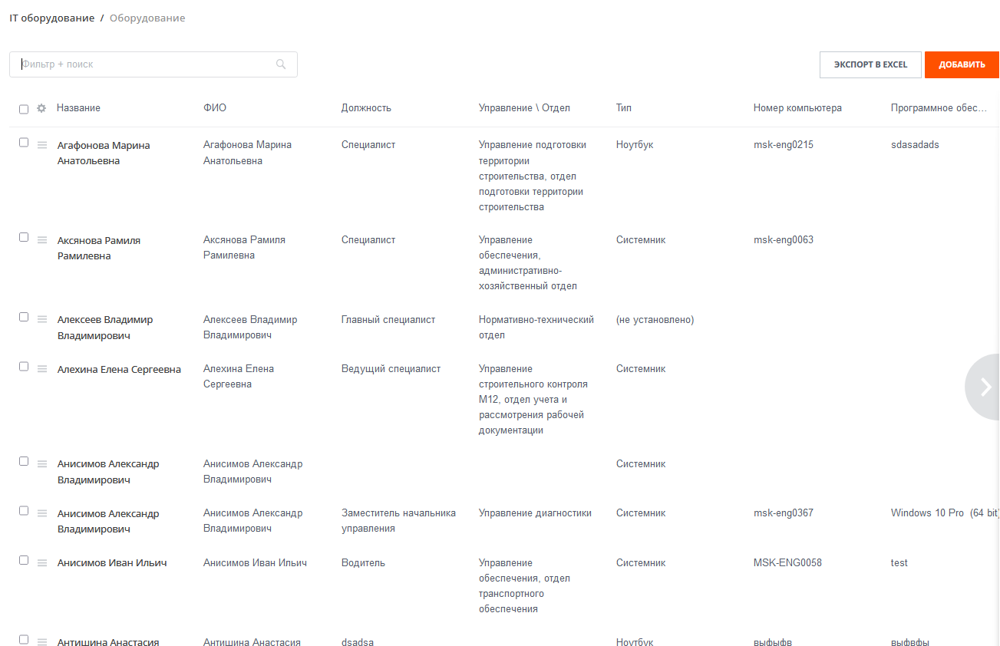 IT оборудование / Оборудование
Фильтр + поиск
ЭКСПОРТ В EXCEL
ДОБАВИТЬ
Название ФИО Должность Управление \ Отдел Тип Номер компьютера Программное обес...
Агафонова Марина Агафонова Марина Специалист Управление подготовки Ноутбук msk-eng0215 sdasadads
Анатольевна Анатольевна территории
строительства, отдел
подготовки территории
строительства
Аксянова Рамиля Аксянова Рамиля Специалист Управление Системник msk-eng0063
Рамилевна Рамилевна обеспечения,
административно-
хозяйственный отдел
Алексеев Владимир Алексеев Владимир Главный специалист Нормативно-технический (не установлено)
Владимирович Владимирович отдел
Алехина Елена Сергеевна Алехина Елена Ведущий специалист Управление Системник
Сергеевна строительного контроля
М12, отдел учета и
рассмотрения рабочей
документации
Анисимов Александр Анисимов Александр Системник
Владимирович Владимирович
Анисимов Александр Анисимов Александр Заместитель начальника Управление диагностики Системник msk-eng0367 Windows 10 Pro (64 bit)
Владимирович Владимирович управления
Анисимов Иван Ильич Анисимов Иван Ильич Водитель Управление Системник MSK-ENG0058 test
обеспечения, отдел
транспортного
обеспечения
Антишина Анастасия Антишина Анастасия dsadsa Ноутбук выфыфв выфвфы